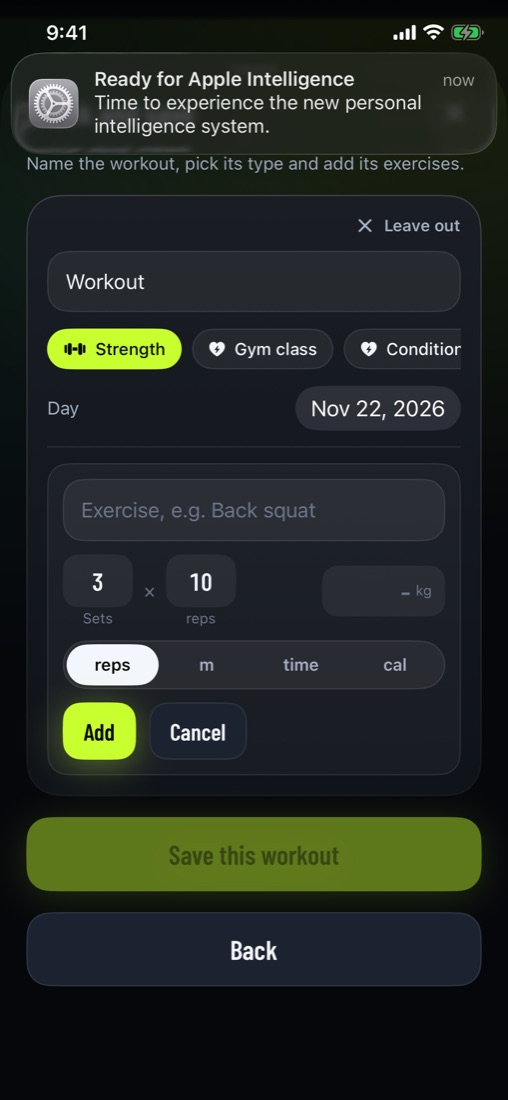 9:41
Ready for Apple Intelligence
now
Time to experience the new personal
intelligence system.
Name the workout, pick its type and add its exercises.
Leave out
Workout
Strength
Gym class
Condition
Day
Nov 22, 2026
Exercise, e.g. Back squat
3 × 10
– kg
Sets
reps
reps
m
time
cal
Add
Cancel
Save this workout
Back